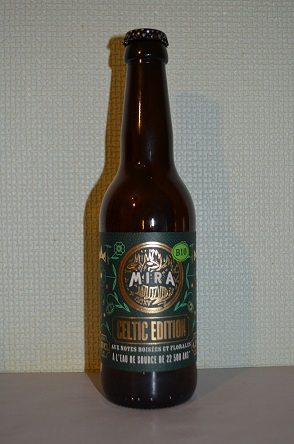 BIO
MIRA
CELTIC EDITION
AUX NOTES BOISÉES ET FLORALES
À L'EAU DE SOURCE DE 22 500 ANS*